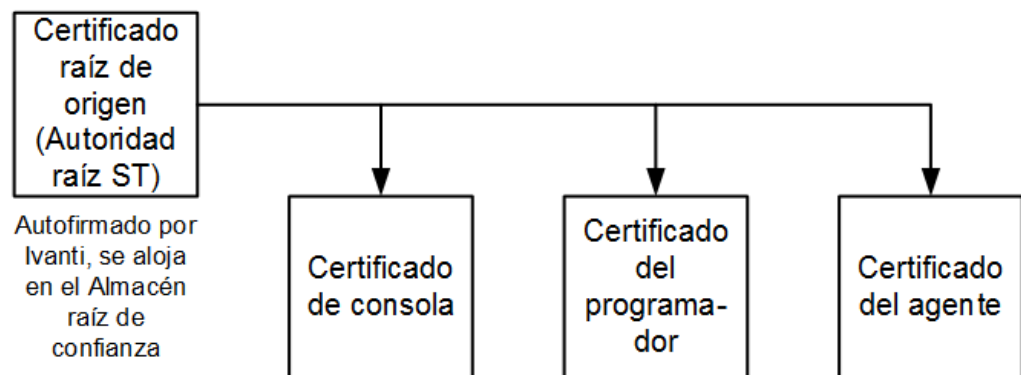 Certificado
raíz de
origen
(Autoridad
raíz ST)
Autofirmado por
Ivanti, se aloja
en el Almacén
raíz de
confianza
Certificado
de consola
Certificado
del
programa-
dor
Certificado
del agente